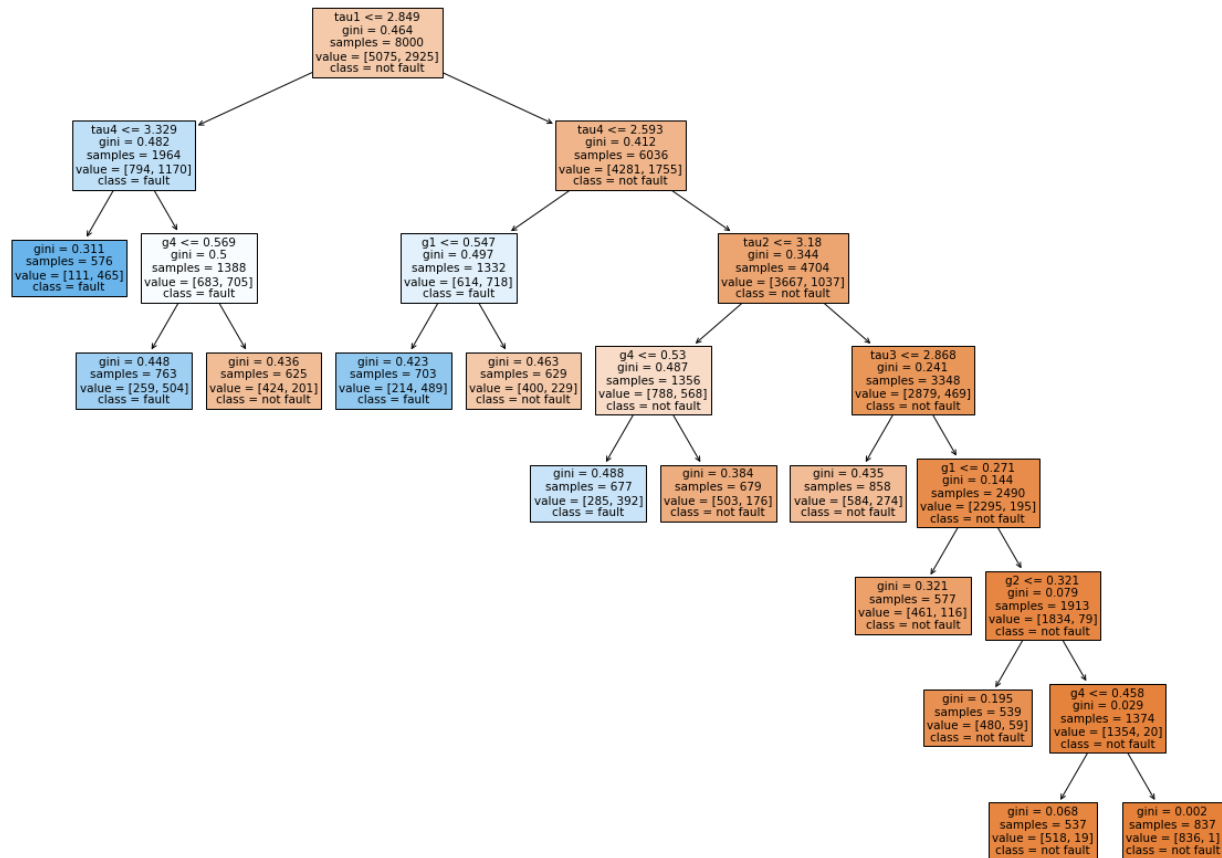 tau1 <= 2.849
gini = 0.464
samples = 8000
value = [5075, 2925]
class = not fault
tau4 <= 3.329
gini = 0.482
samples = 1964
value = [794, 1170]
class = fault
tau4 <= 2.593
gini = 0.412
samples = 6036
value = [4281, 1755]
class = not fault
gini = 0.311
samples = 576
value = [111, 465]
class = fault
g4 <= 0.569
gini = 0.5
samples = 1388
value = [683, 705]
class = fault
g1 <= 0.547
gini = 0.497
samples = 1332
value = [614, 718]
class = fault
tau2 <= 3.18
gini = 0.344
samples = 4704
value = [3667, 1037]
class = not fault
gini = 0.448
samples = 763
value = [259, 504]
class = fault
gini = 0.436
samples = 625
value = [424, 201]
class = not fault
gini = 0.423
samples = 703
value = [214, 489]
class = fault
gini = 0.463
samples = 629
value = [400, 229]
class = not fault
g4 <= 0.53
gini = 0.487
samples = 1356
value = [788, 568]
class = not fault
tau3 <= 2.868
gini = 0.241
samples = 3348
value = [2879, 469]
class = not fault
gini = 0.488
samples = 677
value = [285, 392]
class = fault
gini = 0.384
samples = 679
value = [503, 176]
class = not fault
gini = 0.435
samples = 858
value = [584, 274]
class = not fault
g1 <= 0.271
gini = 0.144
samples = 2490
value = [2295, 195]
class = not fault
gini = 0.321
samples = 577
value = [461, 116]
class = not fault
g2 <= 0.321
gini = 0.079
samples = 1913
value = [1834, 79]
class = not fault
gini = 0.195
samples = 539
value = [480, 59]
class = not fault
g4 <= 0.458
gini = 0.029
samples = 1374
value = [1354, 20]
class = not fault
gini = 0.068
samples = 537
value = [518, 19]
class = not fault
gini = 0.002
samples = 837
value = [836, 1]
class = not fault